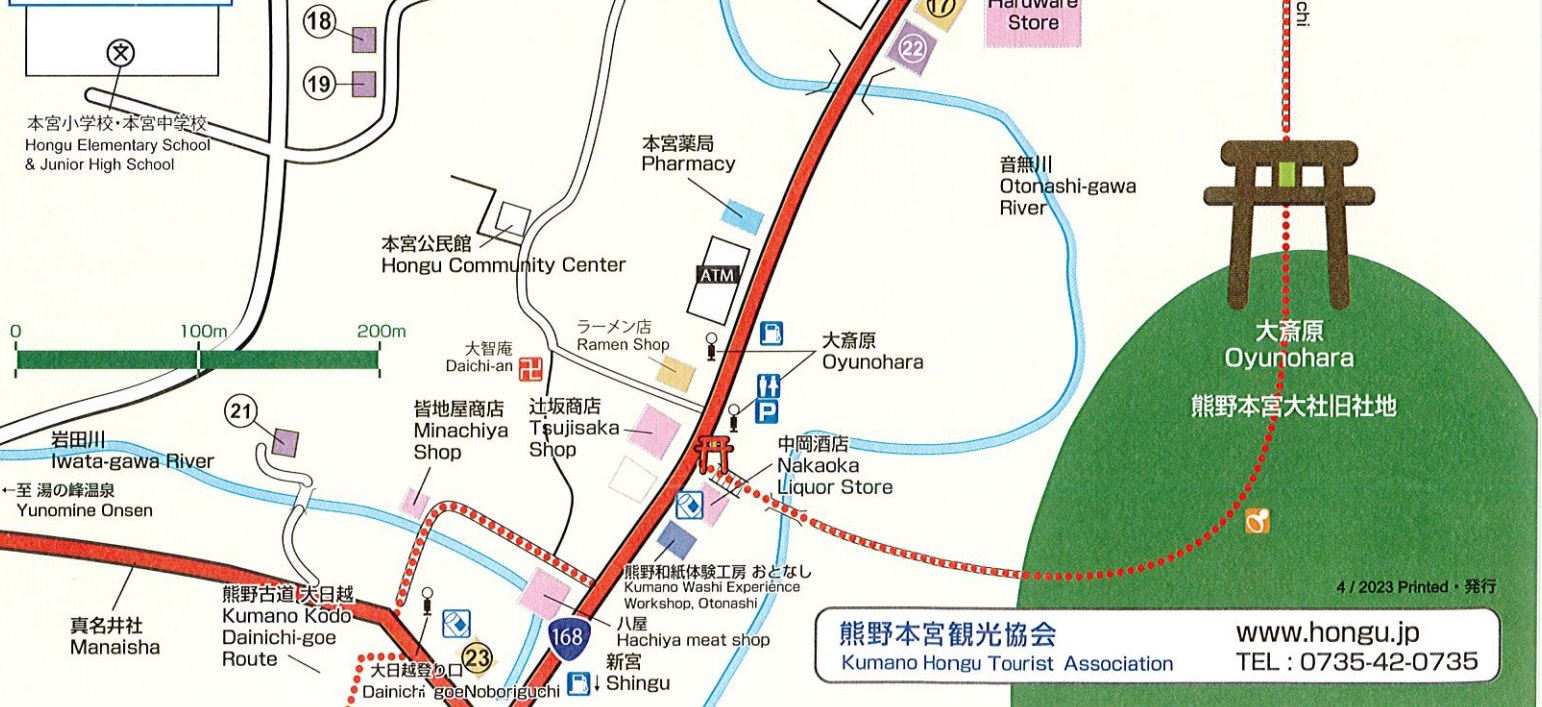 18
19
17
22
Hardware
Store
chi
文
本宮小学校・本宮中学校
Hongu Elementary School
& Junior High School
本宮薬局
Pharmacy
音無川
Otonashi-gawa
River
本宮公民館
Hongu Community Center
ATM
0
100m
200m
ラーメン店
Ramen Shop
大智庵
Daichi-an
卍
大斎原
Oyunohara
P
大斎原
Oyunohara
熊野本宮大社旧社地
21
皆地屋商店
Minachiya
Shop
辻坂商店
Tsujisaka
Shop
中岡酒店
Nakaoka
Liquor Store
岩田川
Iwata-gawa River
←至 湯の峰温泉
Yunomine Onsen
熊野和紙体験工房 おとなし
Kumano Washi Experience
Workshop, Otonashi
熊野古道 大日越
Kumano Kodo
Dainichi-goe
Route
真名井社
Manaisha
八屋
Hachiya meat shop
168
23
新宮
↓Shingu
大日越登り口
Dainichi goeNoboriguchi
4 / 2023 Printed・発行
熊野本宮観光協会
Kumano Hongu Tourist Association
www.hongu.jp
TEL : 0735-42-0735